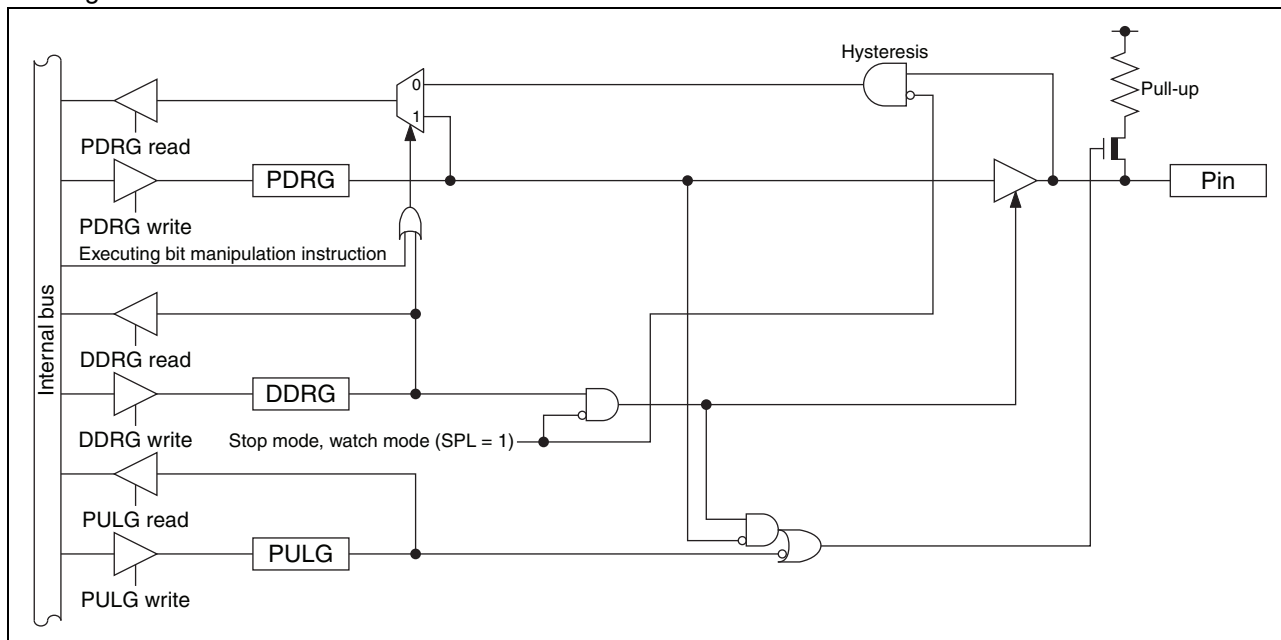 Hysteresis
0
Pull-up
1
PDRG read
PDRG
Pin
PDRG write
Executing bit manipulation instruction
Internal bus
DDRG read
DDRG
DDRG write
Stop mode, watch mode (SPL = 1)
PULG read
PULG
PULG write